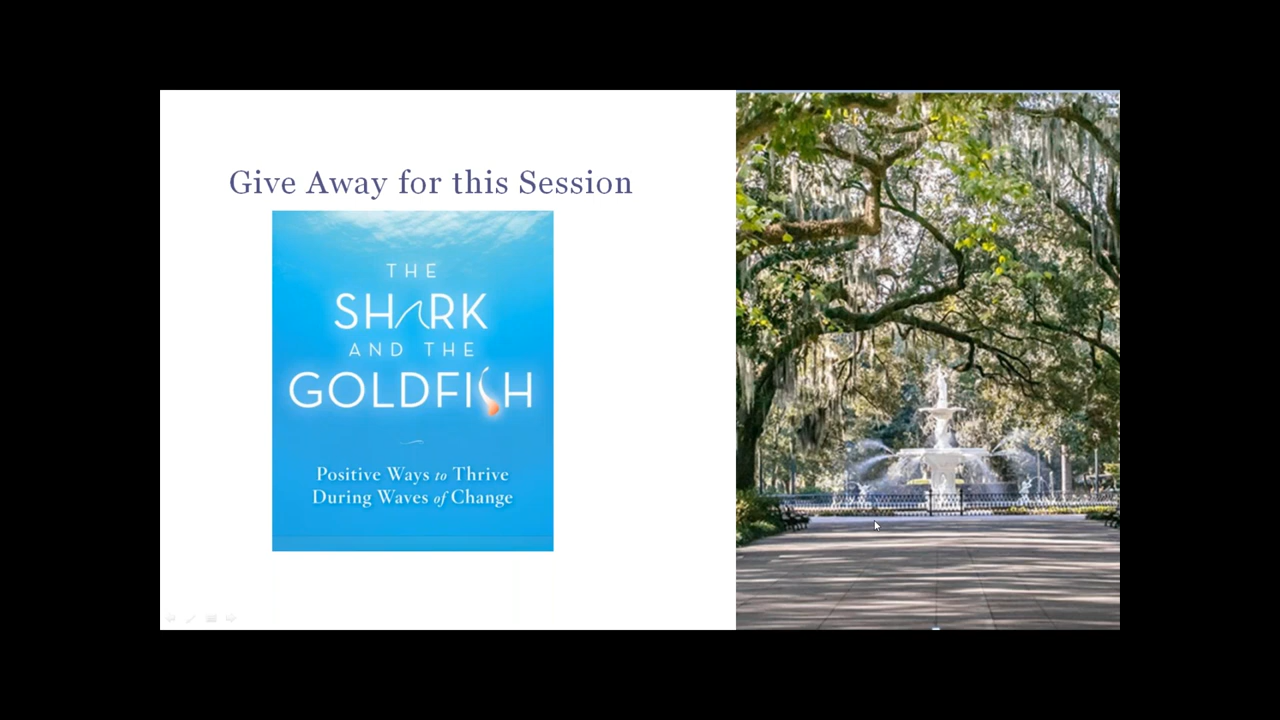 Give Away for this Session
THE
SHARK
AND THE
GOLDFISH
Positive Ways to Thrive
During Waves of Change